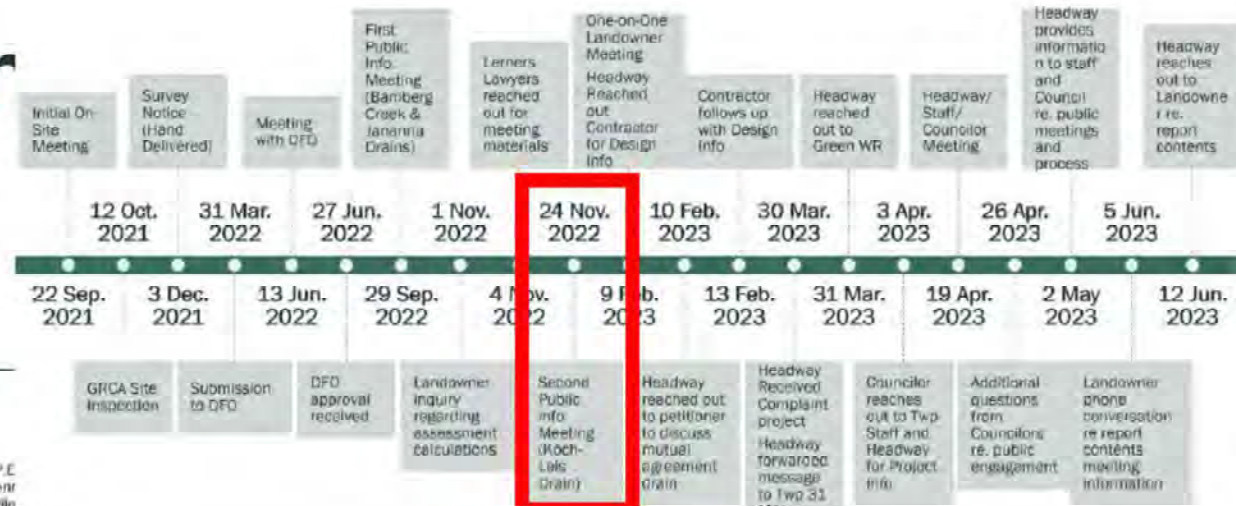 Initial On-
Site
Meeting
Survey
Notice
(Hand
Delivered)
Meeting
with DFO
First
Public
Info
Meeting
(Bamberg
Creek &
Drains)
Lerners
Lawyers
reached
out for
meeting
materials
One-on-One
Landowner
Meeting
Headway
Reached
out
Contractor
for Design
Info
Contractor
follows up
with Design
Info
Headway
reached
out to
Green WR
Headway/
Staff/
Councilor
Meeting
Headway
provides
informatio
n to staff
and
Council
re. public
meetings
and
process
Headway
reaches
out to
Landowne
r re.
report
contents
12 Oct.
2021
31 Mar.
2022
27 Jun.
2022
1 Nov.
2022
24 Nov.
2022
10 Feb.
2023
30 Mar.
2023
3 Apr.
2023
26 Apr.
2023
5 Jun.
2023
22 Sep.
2021
3 Dec.
2021
13 Jun.
2022
29 Sep.
2022
4 Nov.
2022
9 Feb.
2023
13 Feb.
2023
31 Mar.
2023
19 Apr.
2023
2 May
2023
12 Jun.
2023
GRCA Site
Inspection
Submission
to DFO
DFO
approval
received
Landowner
inquiry
regarding
assessment
calculations
Second
Public
Info
Meeting
(Koch-
Lels
Drain)
Headway
reached out
to petitioner
to discuss
mutual
agreement
drain
Headway
Received
Complaint
project
Headway
forwarded
message
to Twp 31
Councilor
reaches
out to Twp
Staff and
Headway
for Project
Info
Additional
questions
from
Councilors
re. public
engagement
Landowner
phone
conversation
re report
contents
meeting
information